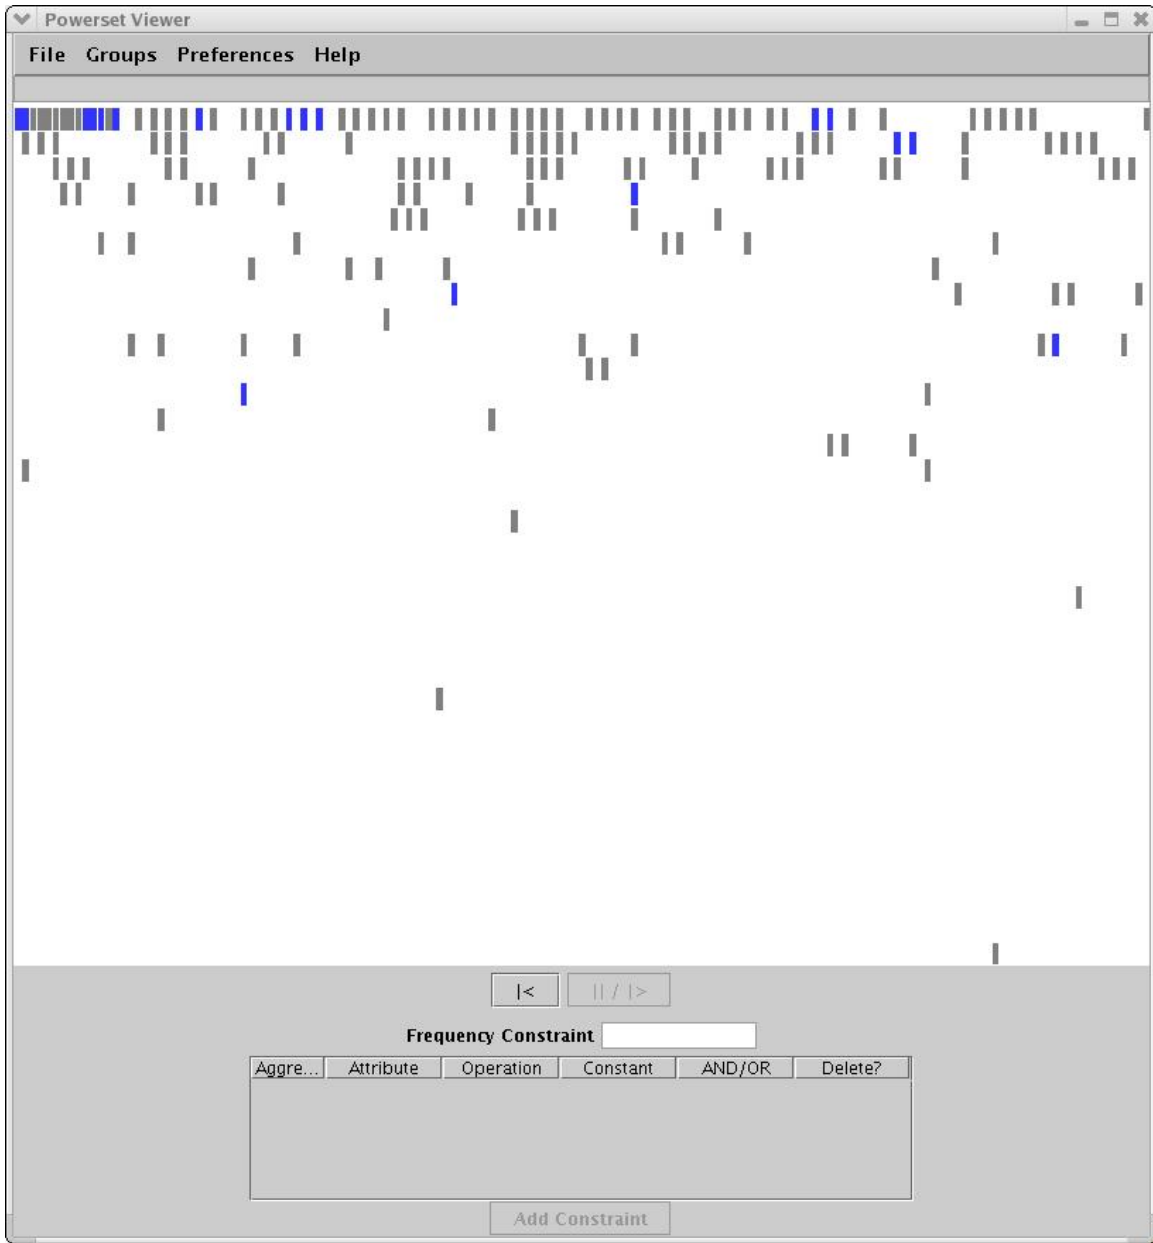 Powerset Viewer
File Groups Preferences Help
|< || / |>
Frequency Constraint
Aggre... Attribute Operation Constant AND/OR Delete?
Add Constraint